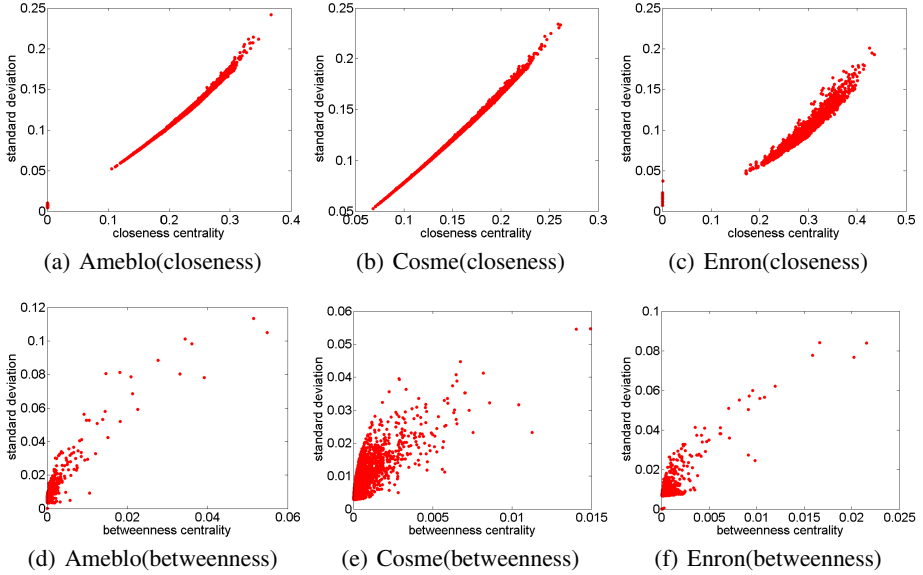 0.25
0.2
0.15
0.1
0.05
0
standard deviation
0 0.1 0.2 0.3 0.4
closeness centrality
(a) Ameblo(closeness)
0.25
0.2
0.15
0.1
0.05
standard deviation
0.05 0.1 0.15 0.2 0.25 0.3
closeness centrality
(b) Cosme(closeness)
0.25
0.2
0.15
0.1
0.05
0
standard deviation
0 0.1 0.2 0.3 0.4 0.5
closeness centrality
(c) Enron(closeness)
0.12
0.1
0.08
0.06
0.04
0.02
0
standard deviation
0 0.02 0.04 0.06
betweenness centrality
(d) Ameblo(betweenness)
0.06
0.05
0.04
0.03
0.02
0.01
0
standard deviation
0 0.005 0.01 0.015
betweenness centrality
(e) Cosme(betweenness)
0.1
0.08
0.06
0.04
0.02
0
standard deviation
0 0.005 0.01 0.015 0.02 0.025
betweenness centrality
(f) Enron(betweenness)